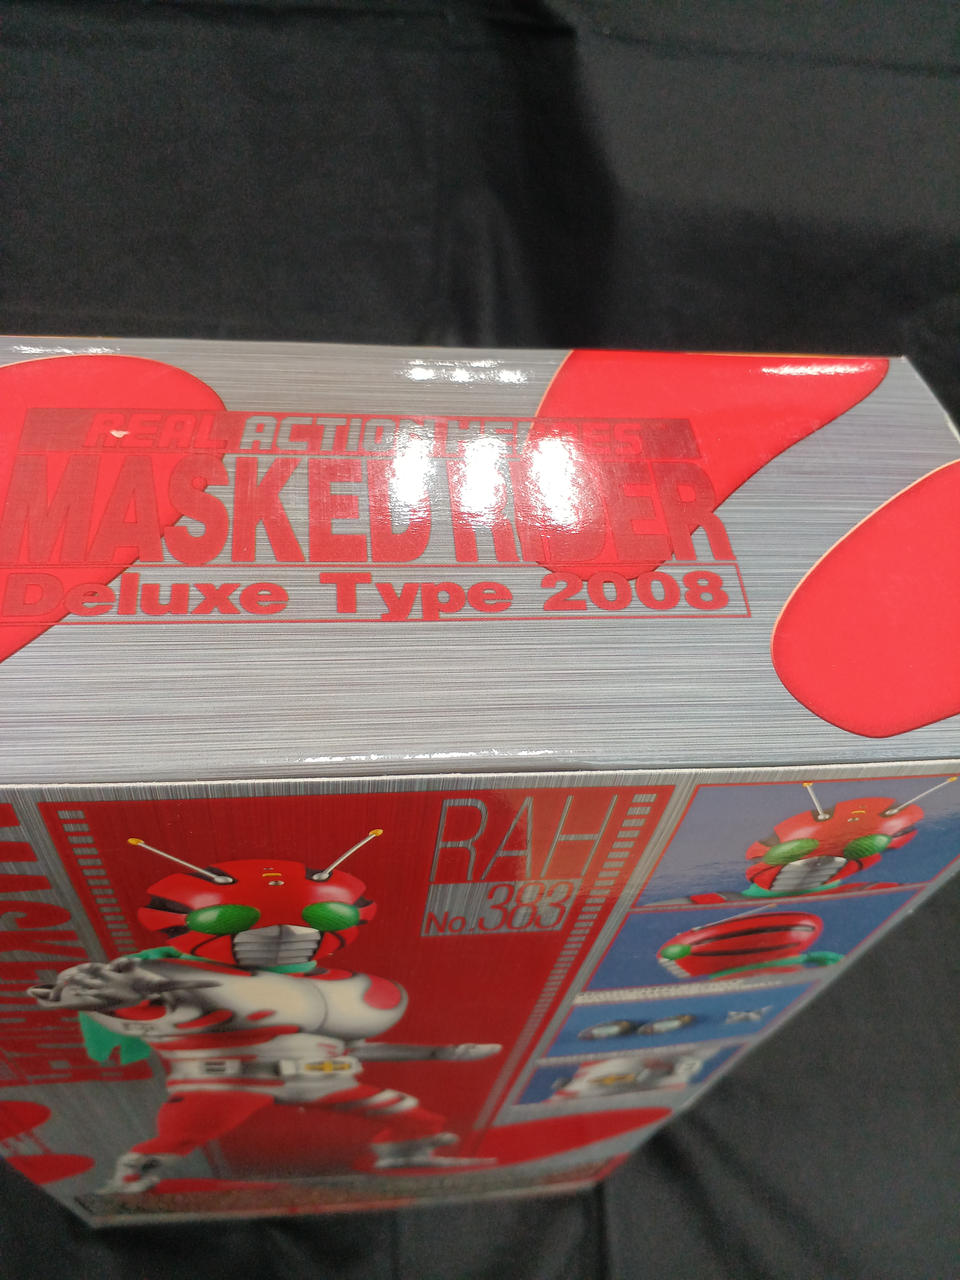 REAL ACTION HEROES
MASKED RIDER
Deluxe Type 2008
RAH
No.383